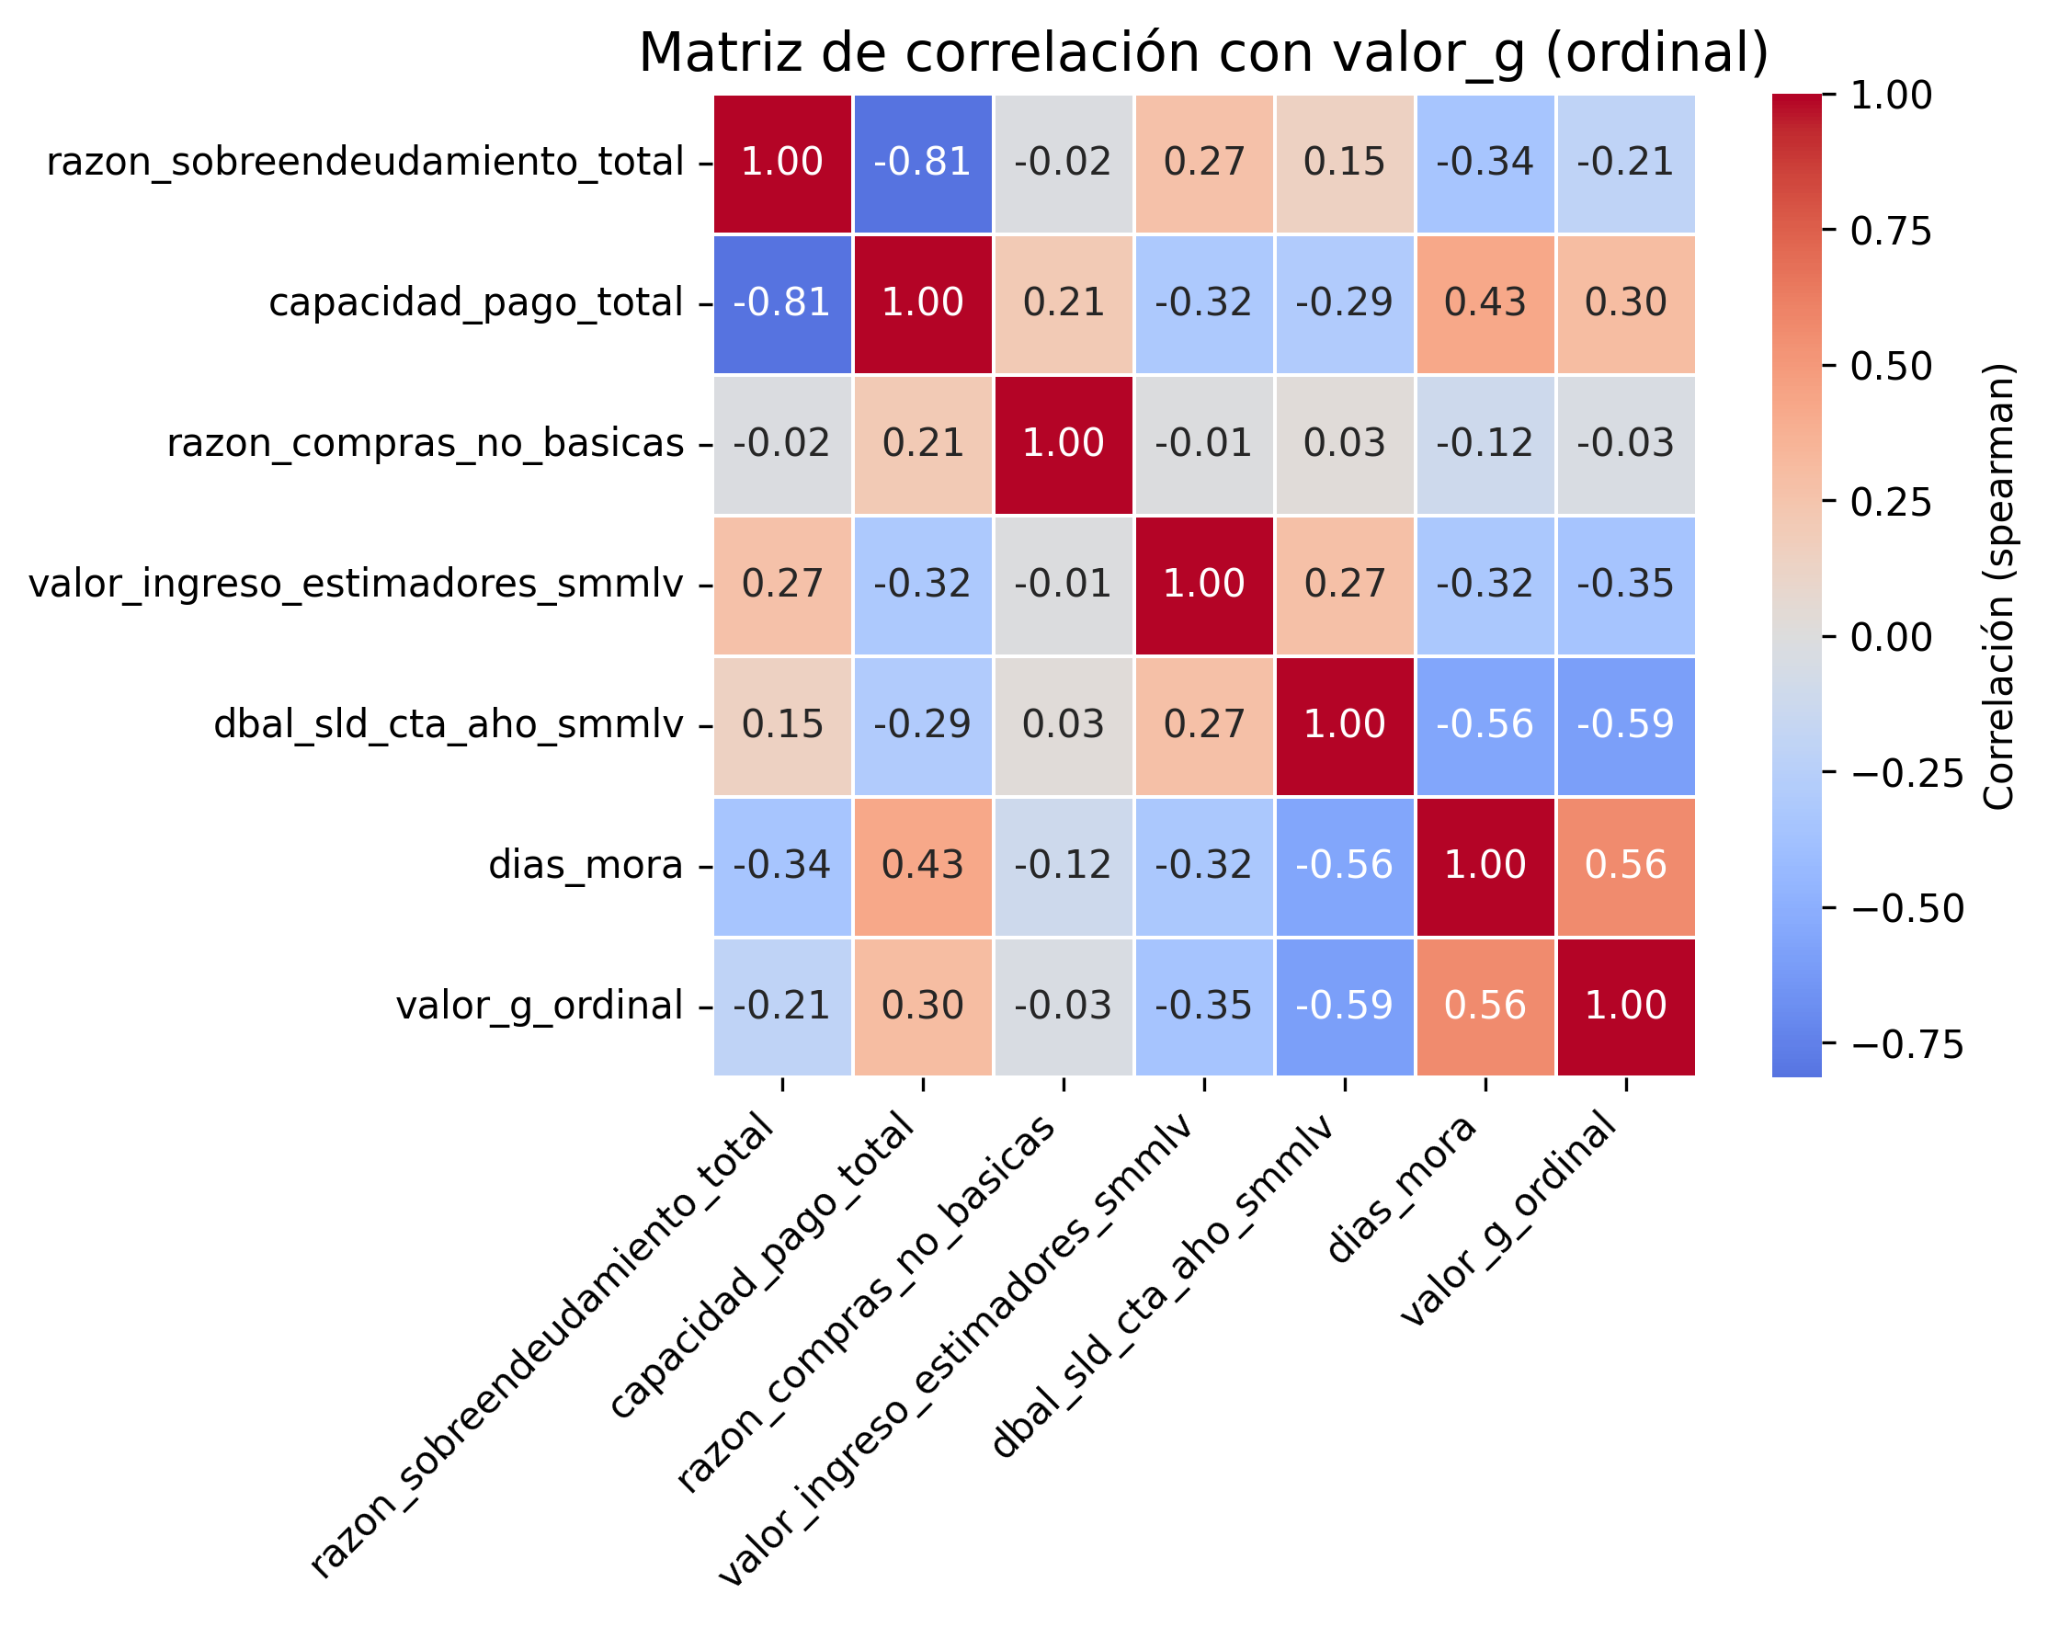 Matriz de correlación con valor_g (ordinal)
razon_sobreendeudamiento_total 1.00 -0.81 -0.02 0.27 0.15 -0.34 -0.21
capacidad_pago_total -0.81 1.00 0.21 -0.32 -0.29 0.43 0.30
razon_compras_no_basicas -0.02 0.21 1.00 -0.01 0.03 -0.12 -0.03
valor_ingreso_estimadores_smmlv 0.27 -0.32 -0.01 1.00 0.27 -0.32 -0.35
dbal_sld_cta_aho_smmlv 0.15 -0.29 0.03 0.27 1.00 -0.56 -0.59
dias_mora -0.34 0.43 -0.12 -0.32 -0.56 1.00 0.56
valor_g_ordinal -0.21 0.30 -0.03 -0.35 -0.59 0.56 1.00
razon_sobreendeudamiento_total
capacidad_pago_total
razon_compras_no_basicas
valor_ingreso_estimadores_smmlv
dbal_sld_cta_aho_smmlv
dias_mora
valor_g_ordinal
1.00
0.75
0.50
0.25
0.00
−0.25
−0.50
−0.75
Correlación (spearman)